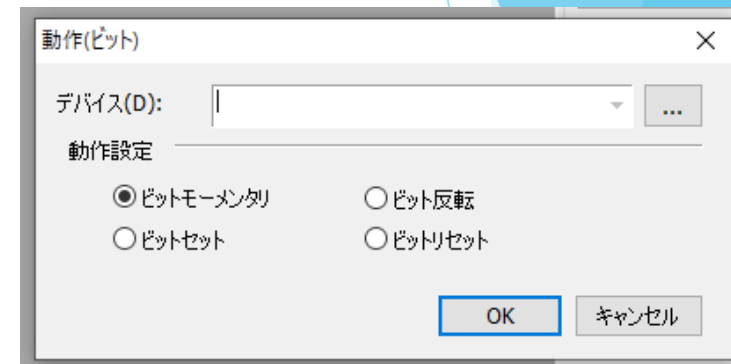 動作(ビット)
デバイス(D):
...
動作設定
ビットモーメンタリ ビット反転
ビットセット ビットリセット
OK キャンセル